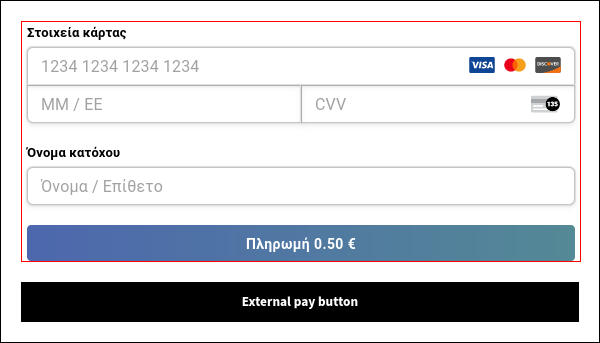 Στοιχεία κάρτας
1234 1234 1234 1234 VISA DISCOVER
MM / EE CVV 135
Όνομα κατόχου
Όνομα / Επίθετο
Πληρωμή 0.50 €
External pay button